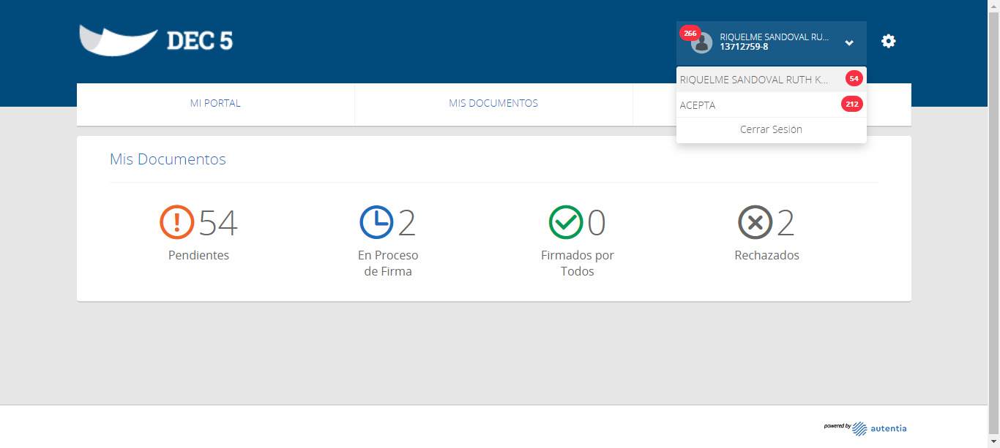 DEC 5
266
RIQUELME SANDOVAL RU...
13712759-8
RIQUELME SANDOVAL RUTH K...
54
ACEPTA
212
Cerrar Sesión
MI PORTAL
MIS DOCUMENTOS
Mis Documentos
54
Pendientes
2
En Proceso
de Firma
0
Firmados por
Todos
2
Rechazados
powered by autentia